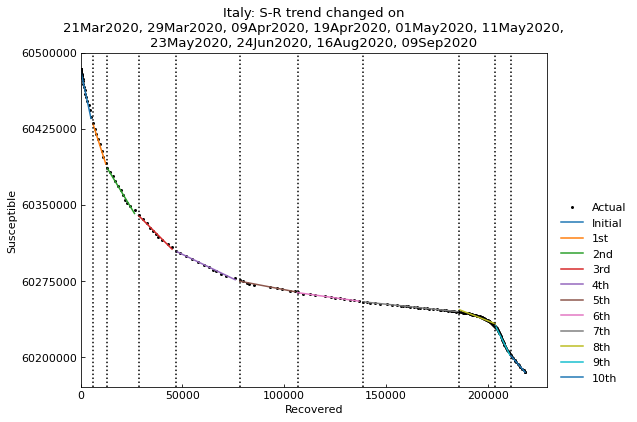 Italy: S-R trend changed on
21Mar2020, 29Mar2020, 09Apr2020, 19Apr2020, 01May2020, 11May2020,
23May2020, 24Jun2020, 16Aug2020, 09Sep2020
60500000
60425000
60350000
60275000
60200000
Susceptible
0
50000
100000
150000
200000
Recovered
Actual
Initial
1st
2nd
3rd
4th
5th
6th
7th
8th
9th
10th